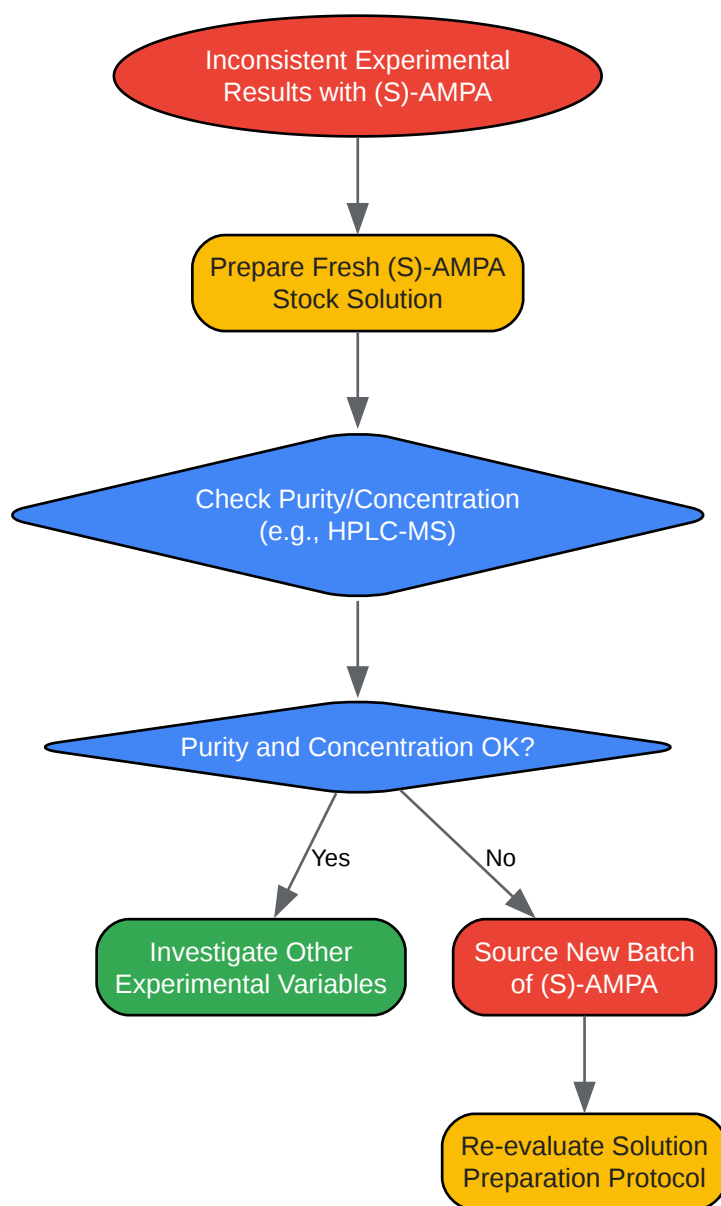 Inconsistent Experimental
Results with (S)-AMPA
Prepare Fresh (S)-AMPA
Stock Solution
Check Purity/Concentration
(e.g., HPLC-MS)
Purity and Concentration OK?
Yes
No
Investigate Other
Experimental Variables
Source New Batch
of (S)-AMPA
Re-evaluate Solution
Preparation Protocol